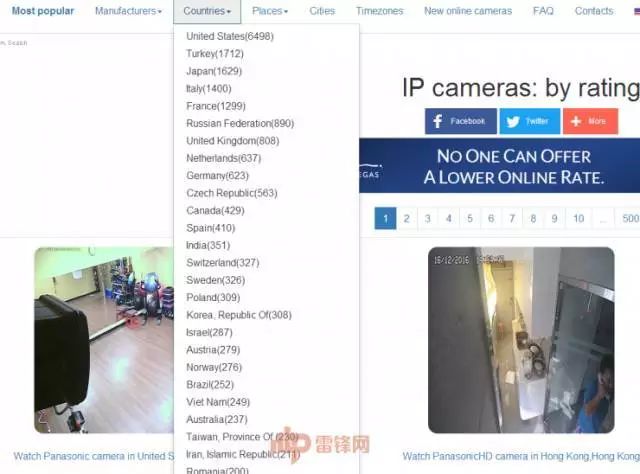 Most popular
Manufacturers
Countries
Places
Cities
Timezones
New online cameras
FAQ
Contacts
United States(6498)
Turkey(1712)
Japan(1629)
Italy(1400)
France(1299)
Russian Federation(890)
United Kingdom(808)
Netherlands(637)
Germany(623)
Czech Republic(563)
Canada(429)
Spain(410)
India(351)
Switzerland(327)
Sweden(326)
Poland(309)
Korea, Republic Of(308)
Israel(287)
Austria(279)
Norway(276)
Brazil(252)
Viet Nam(249)
Australia(237)
Taiwan, Province Of (230)
Iran, Islamic Republic(211)
Romania(200)
IP cameras: by rating
Facebook
Twitter
More
EGAS
NO ONE CAN OFFER
A LOWER ONLINE RATE.
1 2 3 4 5 6 7 8 9 10 ... 500
16/12/2016
Watch Panasonic camera in United S
Watch PanasonicHD camera in Hong Kong,Hong Kong
雷锋网